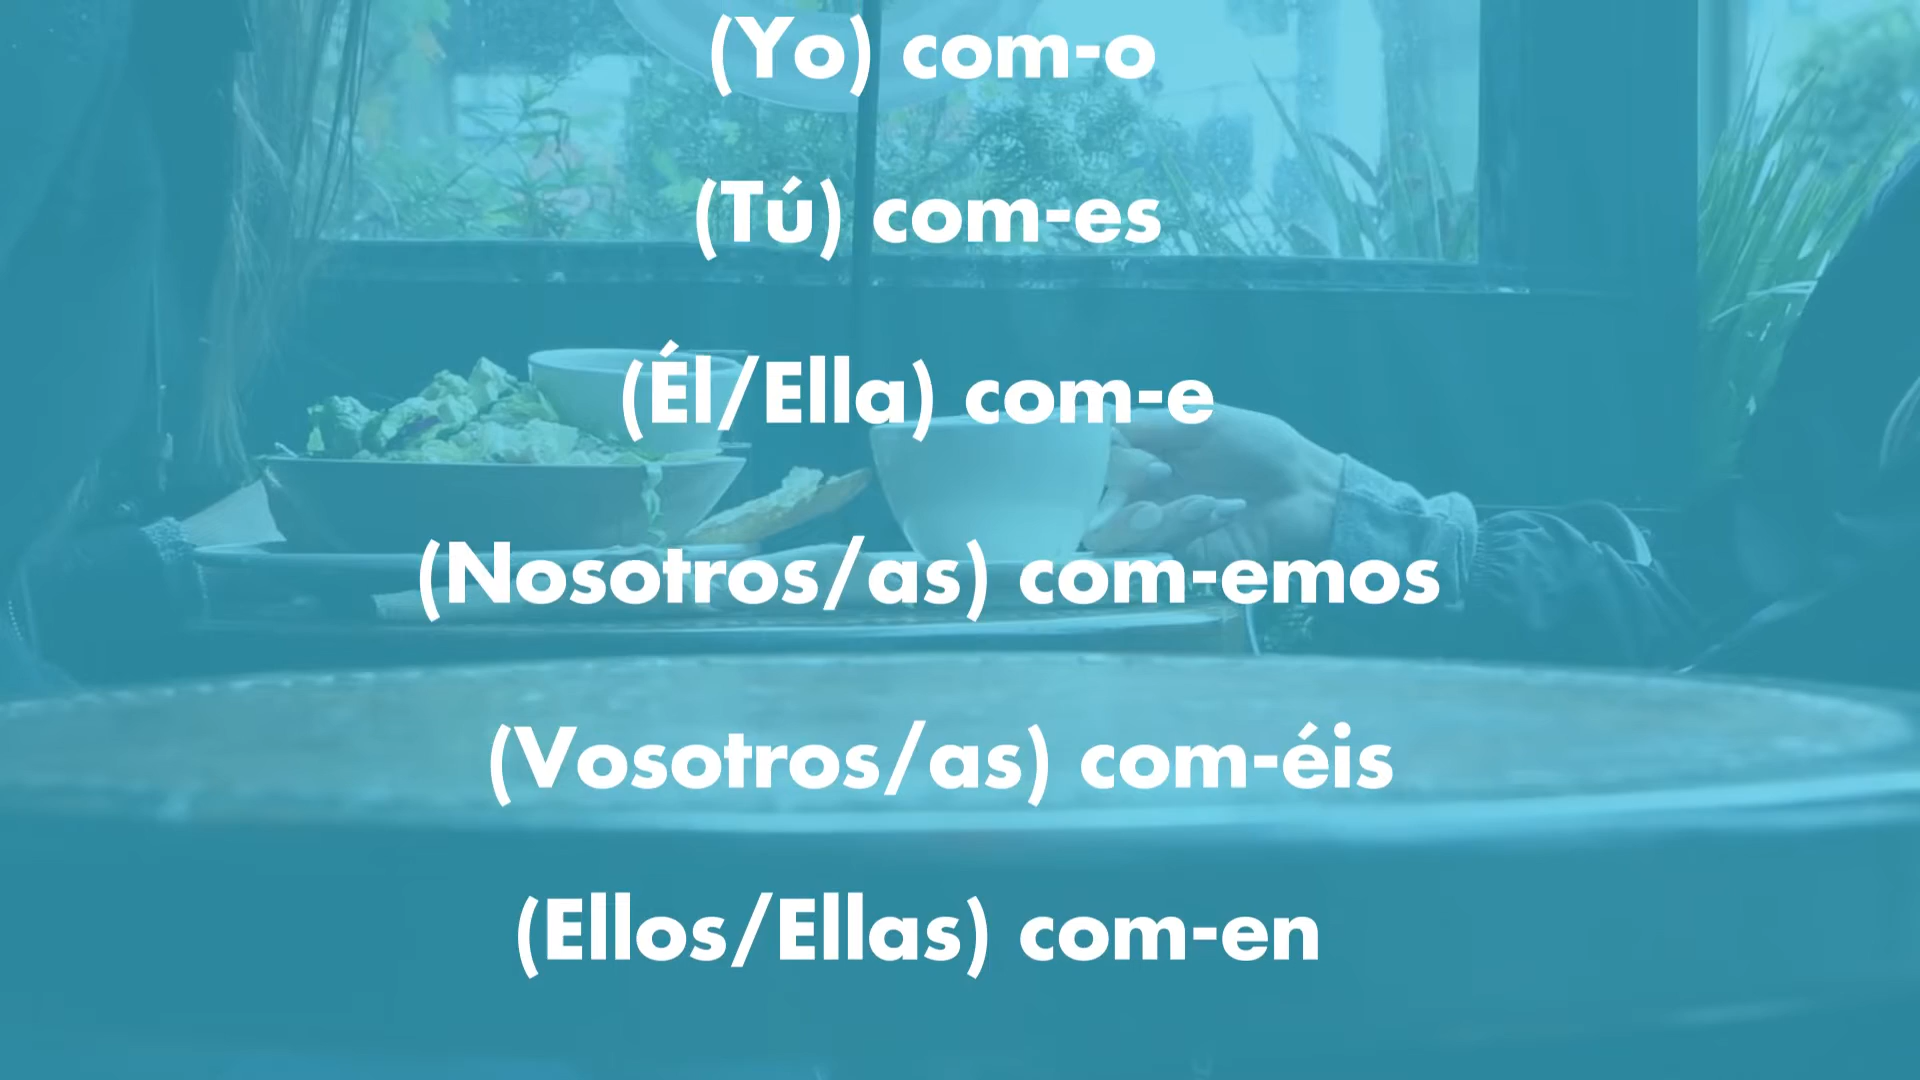 (Yo) com-o
(Tú) com-es
(Él/Ella) com-e
(Nosotros/as) com-emos
(Vosotros/as) com-éis
(Ellos/Ellas) com-en